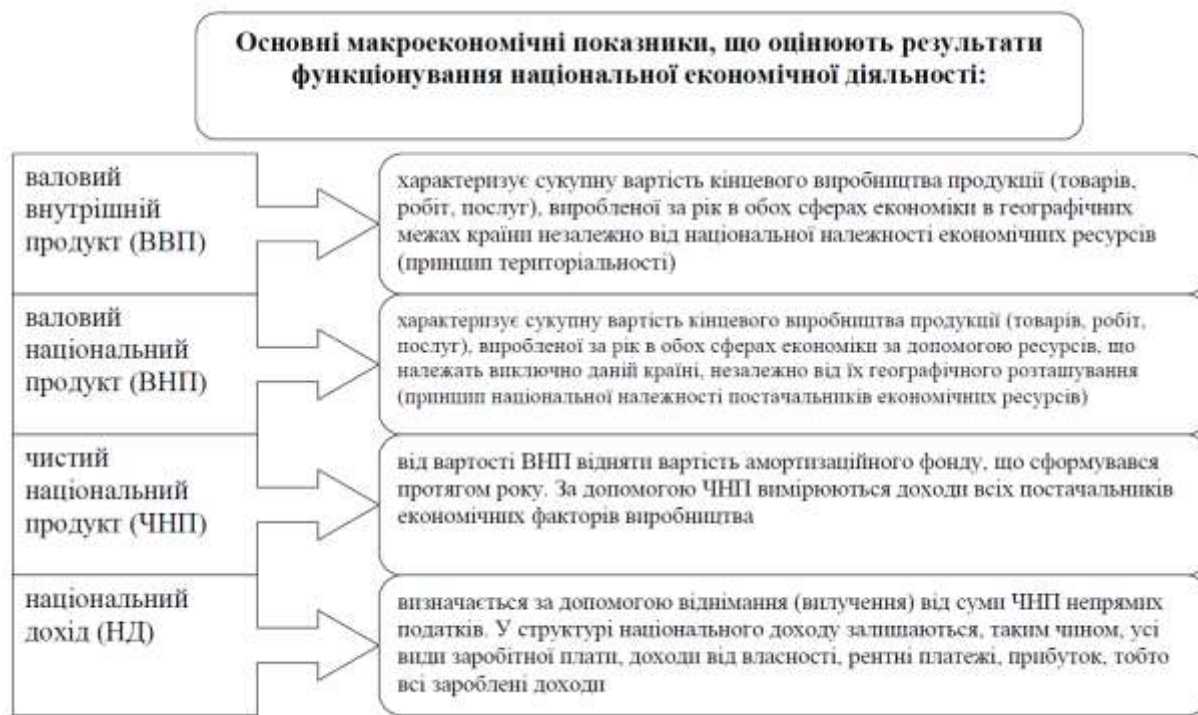 Основні макроекономічні показники, що оцінюють результати
функціонування національної економічної діяльності:
валовий
внутрішній
продукт (ВВП)
характеризує сукупну вартість кінцевого виробництва продукції (товарів,
робіт, послуг), виробленої за рік в обох сферах економіки в географічних
межах країни незалежно від національної належності економічних ресурсів
(принцип територіальності)
валовий
національний
продукт (ВНП)
характеризує сукупну вартість кінцевого виробництва продукції (товарів, робіт,
послуг), виробленої за рік в обох сферах економіки за допомогою ресурсів, що
належать виключно даній країні, незалежно від їх географічного розташування
(принцип національної належності постачальників економічних ресурсів)
чистий
національний
продукт (ЧНП)
від вартості ВНП відняти вартість амортизаційного фонду, що сформувався
протягом року. За допомогою ЧНП вимірюються доходи всіх постачальників
економічних факторів виробництва
національний
дохід (НД)
визначається за допомогою віднімання (вилучення) від суми ЧНП непрямих
податків. У структурі національного доходу залишаються, таким чином, усі
види заробітної плати, доходи від власності, рентні платежі, прибуток, тобто
всі зароблені доходи